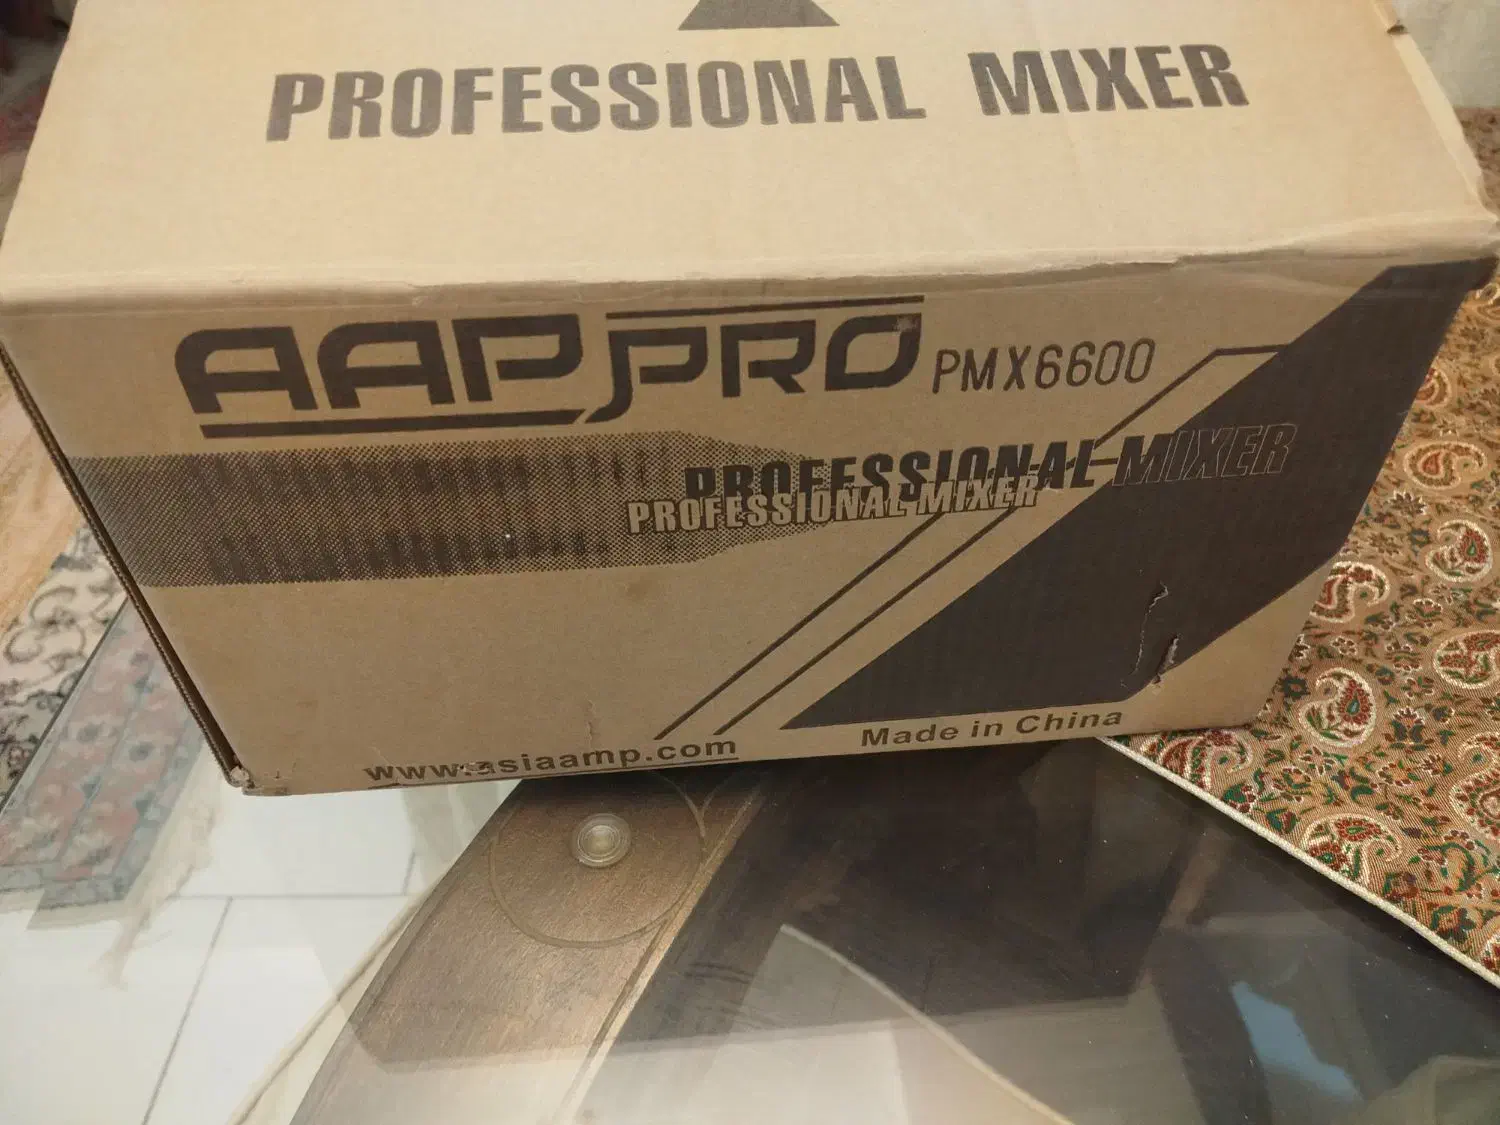 PROFESSIONAL MIXER
AAPPRO PMX6600
PROFESSIONAL MIXER
PROFESSIONAL MIXER
www.asiaamp.com
Made in China